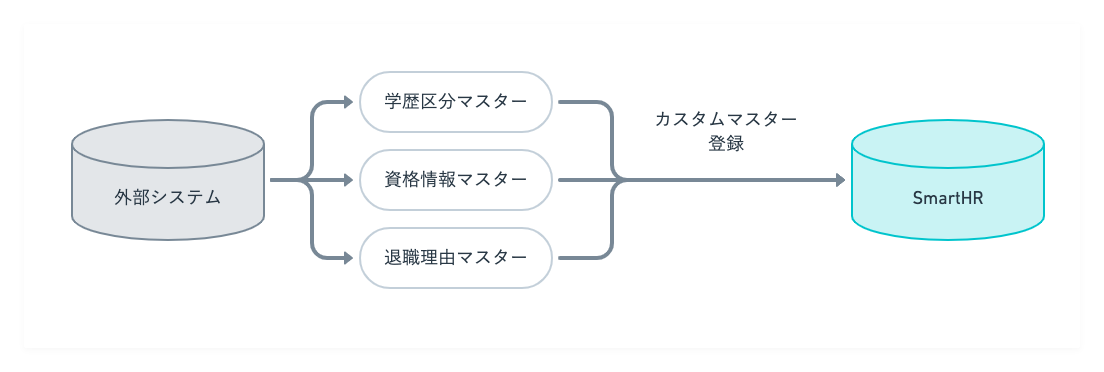 外部システム
学歴区分マスター
資格情報マスター
退職理由マスター
カスタムマスター
登録
SmartHR